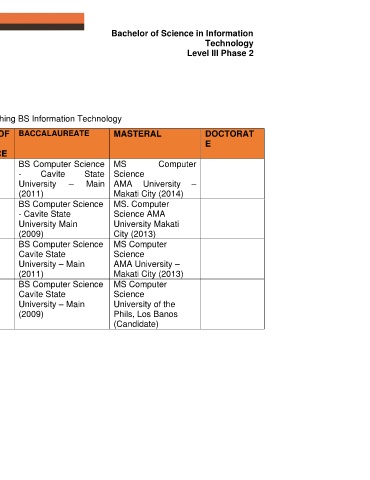 Bachelor of Science in Information
Technology
Level III Phase 2
hing BS Information Technology
OF
CE
BACCALAUREATE
MASTERAL
DOCTORAT
E
BS Computer Science
- Cavite State
University – Main
(2011)
MS Computer
Science
AMA University –
Makati City (2014)
BS Computer Science
- Cavite State
University Main
(2009)
MS. Computer
Science AMA
University Makati
City (2013)
BS Computer Science
Cavite State
University – Main
(2011)
MS Computer
Science
AMA University –
Makati City (2013)
BS Computer Science
Cavite State
University – Main
(2009)
MS Computer
Science
University of the
Phils, Los Banos
(Candidate)